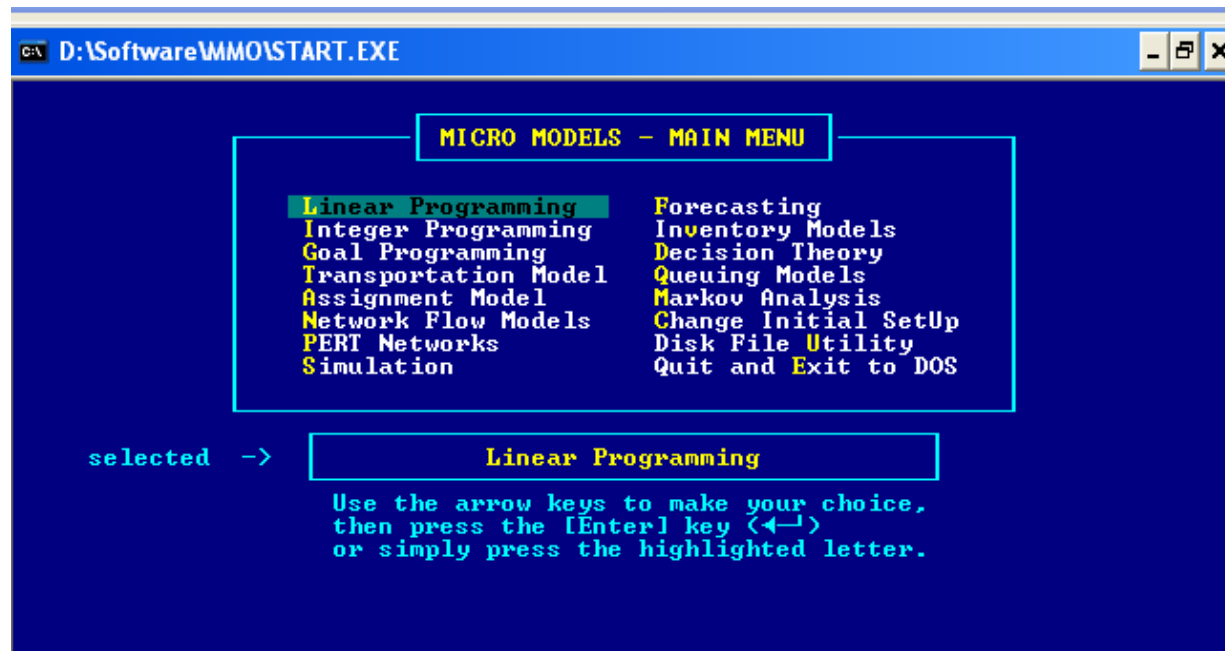 D:\Software\MMO\START.EXE
MICRO MODELS - MAIN MENU
Linear Programming Forecasting
Integer Programming Inventory Models
Goal Programming Decision Theory
Transportation Model Queuing Models
Assignment Model Markov Analysis
Network Flow Models Change Initial SetUp
PERT Networks Disk File Utility
Simulation Quit and Exit to DOS
selected -> Linear Programming
Use the arrow keys to make your choice,
then press the [Enter] key (◄─┘)
or simply press the highlighted letter.